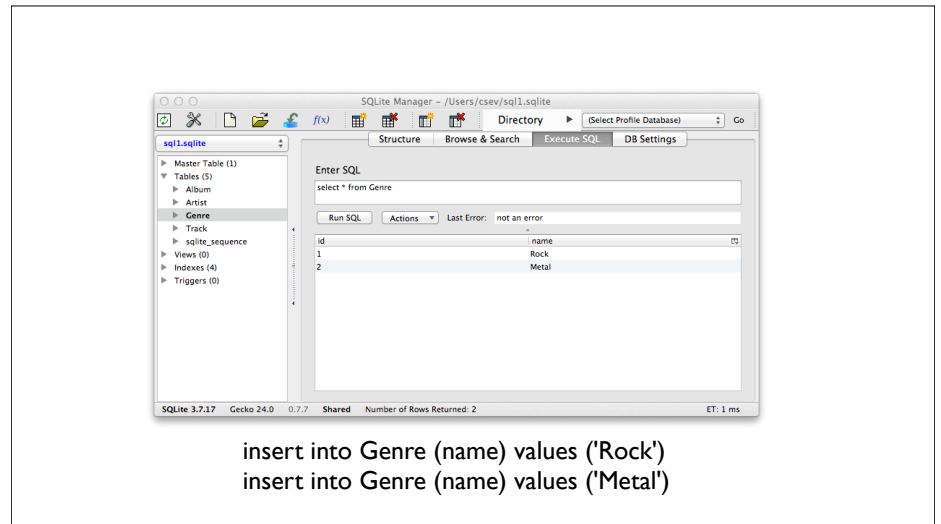 SQLite Manager - /Users/csev/sql1.sqlite
f(x) Directory (Select Profile Database) Go
sql1.sqlite
Structure Browse & Search Execute SQL DB Settings
Master Table (1)
Tables (5)
Album
Artist
Genre
Track
sqlite_sequence
Views (0)
Indexes (4)
Triggers (0)
Enter SQL
select * from Genre
Run SQL Actions Last Error: not an error
id name
1 Rock
2 Metal
SQLite 3.7.17 Gecko 24.0 0.7.7 Shared Number of Rows Returned: 2 ET: 1 ms
insert into Genre (name) values ('Rock')
insert into Genre (name) values ('Metal')